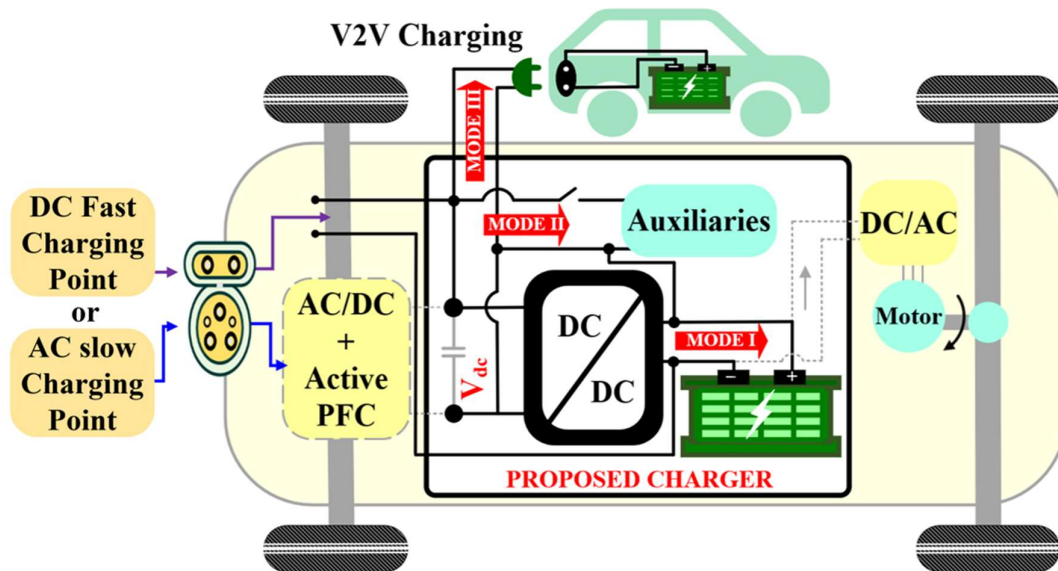 V2V Charging
MODE III
DC Fast
Charging
Point
or
AC slow
Charging
Point
MODE II
Auxiliaries
DC/AC
Motor
AC/DC
+
Active
PFC
Vdc
DC
DC
MODE I
− +
PROPOSED CHARGER